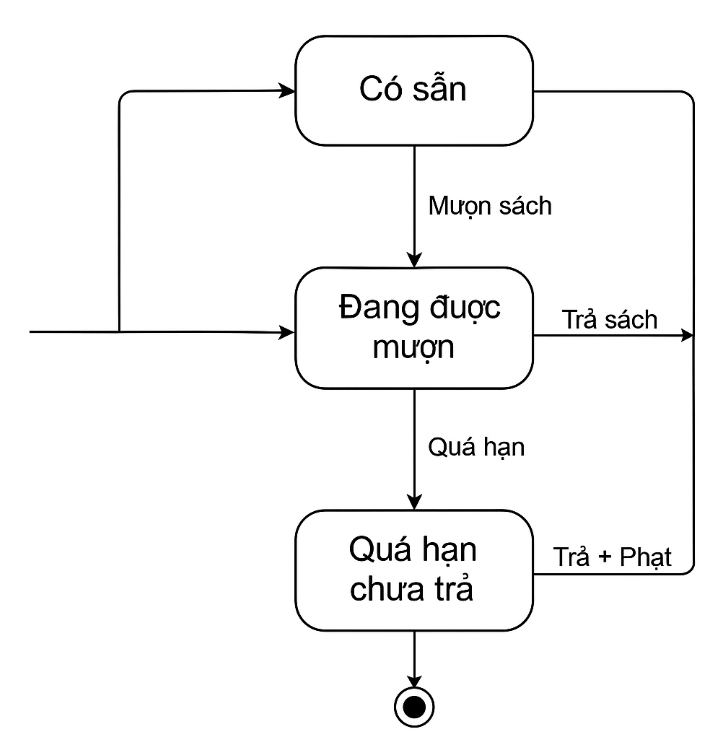 Có sẵn
Mượn sách
Đang được
mượn
Trả sách
Quá hạn
Quá hạn
chưa trả
Trả + Phạt